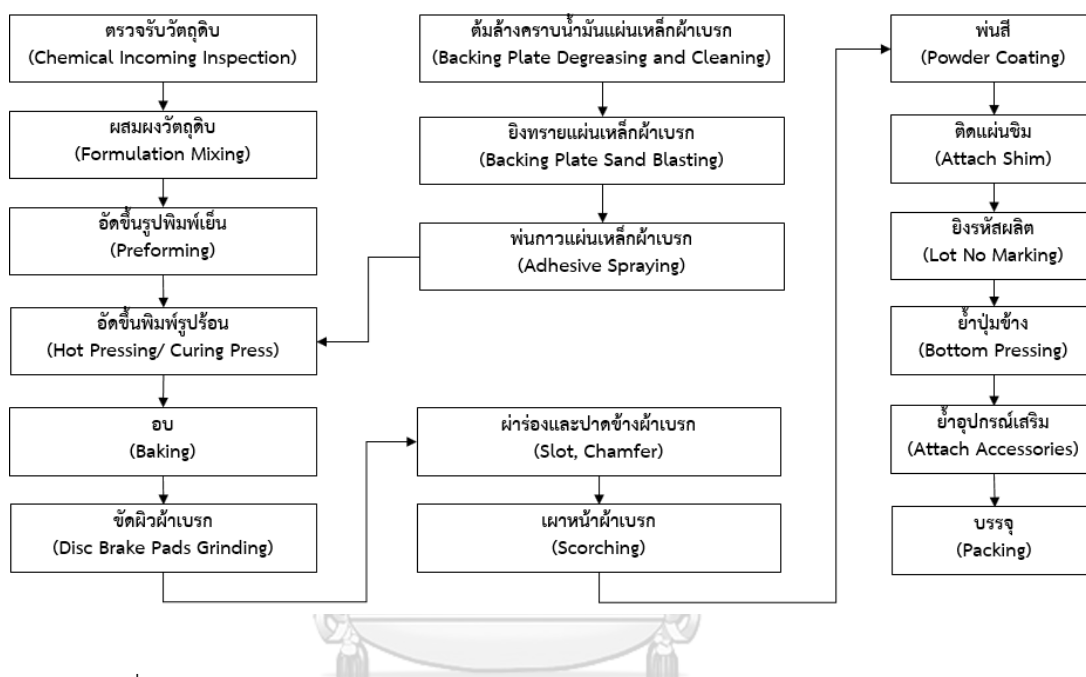 ตรวจรับวัตถุดิบ
(Chemical Incoming Inspection)
ผสมผงวัตถุดิบ
(Formulation Mixing)
อัดขึ้นรูปพิมพ์เย็น
(Preforming)
อัดขึ้นพิมพ์รูปร้อน
(Hot Pressing/ Curing Press)
อบ
(Baking)
ขัดผิวผ้าเบรก
(Disc Brake Pads Grinding)
ต้มล้างคราบน้ำมันแผ่นเหล็กผ้าเบรก
(Backing Plate Degreasing and Cleaning)
ยิงทรายแผ่นเหล็กผ้าเบรก
(Backing Plate Sand Blasting)
พ่นกาวแผ่นเหล็กผ้าเบรก
(Adhesive Spraying)
ผ่าร่องและปาดข้างผ้าเบรก
(Slot, Chamfer)
เผาหน้าผ้าเบรก
(Scorching)
พ่นสี
(Powder Coating)
ติดแผ่นชิม
(Attach Shim)
ยิงรหัสผลิต
(Lot No Marking)
ย้ำปุ่มข้าง
(Bottom Pressing)
ย้ำอุปกรณ์เสริม
(Attach Accessories)
บรรจุ
(Packing)